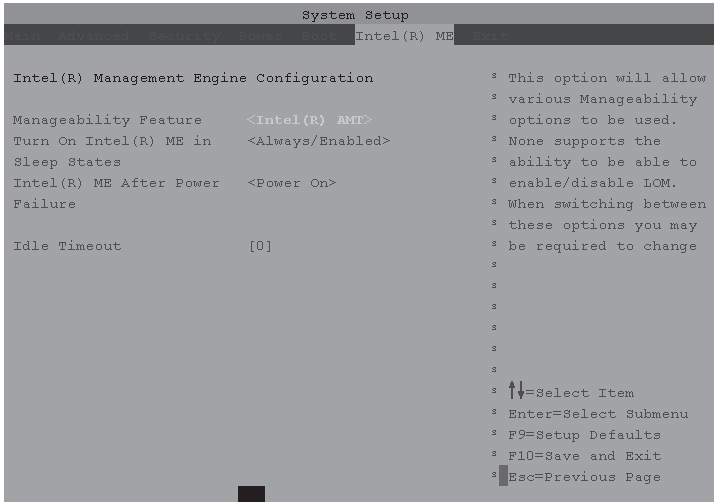 System Setup
Main Advanced Security Power Boot Intel(R) ME Exit
Intel(R) Management Engine Configuration
Manageability Feature <Intel(R) AMT>
Turn On Intel(R) ME in <Always/Enabled>
Sleep States
Intel(R) ME After Power <Power On>
Failure
Idle Timeout [0]
s This option will allow
s various Manageability
s options to be used.
s None supports the
s ability to be able to
s enable/disable LOM.
s When switching between
s these options you may
s be required to change
s
s
s
s
s
s
s ↑↓=Select Item
s Enter=Select Submenu
s F9=Setup Defaults
s F10=Save and Exit
s Esc=Previous Page